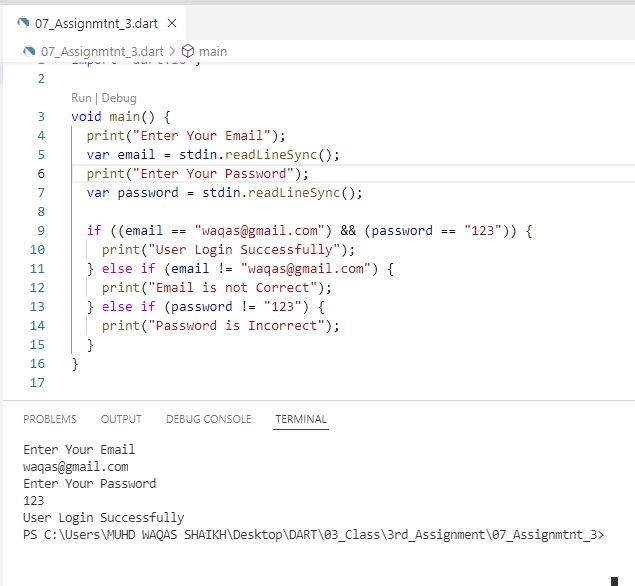 07_Assignmtnt_3.dart
07_Assignmtnt_3.dart > main
2
Run | Debug
3 void main() {
4 print("Enter Your Email");
5 var email = stdin.readLineSync();
6 print("Enter Your Password");
7 var password = stdin.readLineSync();
8
9 if ((email == "waqas@gmail.com") && (password == "123")) {
10 print("User Login Successfully");
11 } else if (email != "waqas@gmail.com") {
12 print("Email is not Correct");
13 } else if (password != "123") {
14 print("Password is Incorrect");
15 }
16 }
17
PROBLEMS OUTPUT DEBUG CONSOLE TERMINAL
Enter Your Email
waqas@gmail.com
Enter Your Password
123
User Login Successfully
PS C:\Users\MUHD WAQAS SHAIKH\Desktop\DART\03_Class\3rd_Assignment\07_Assignmtnt_3>